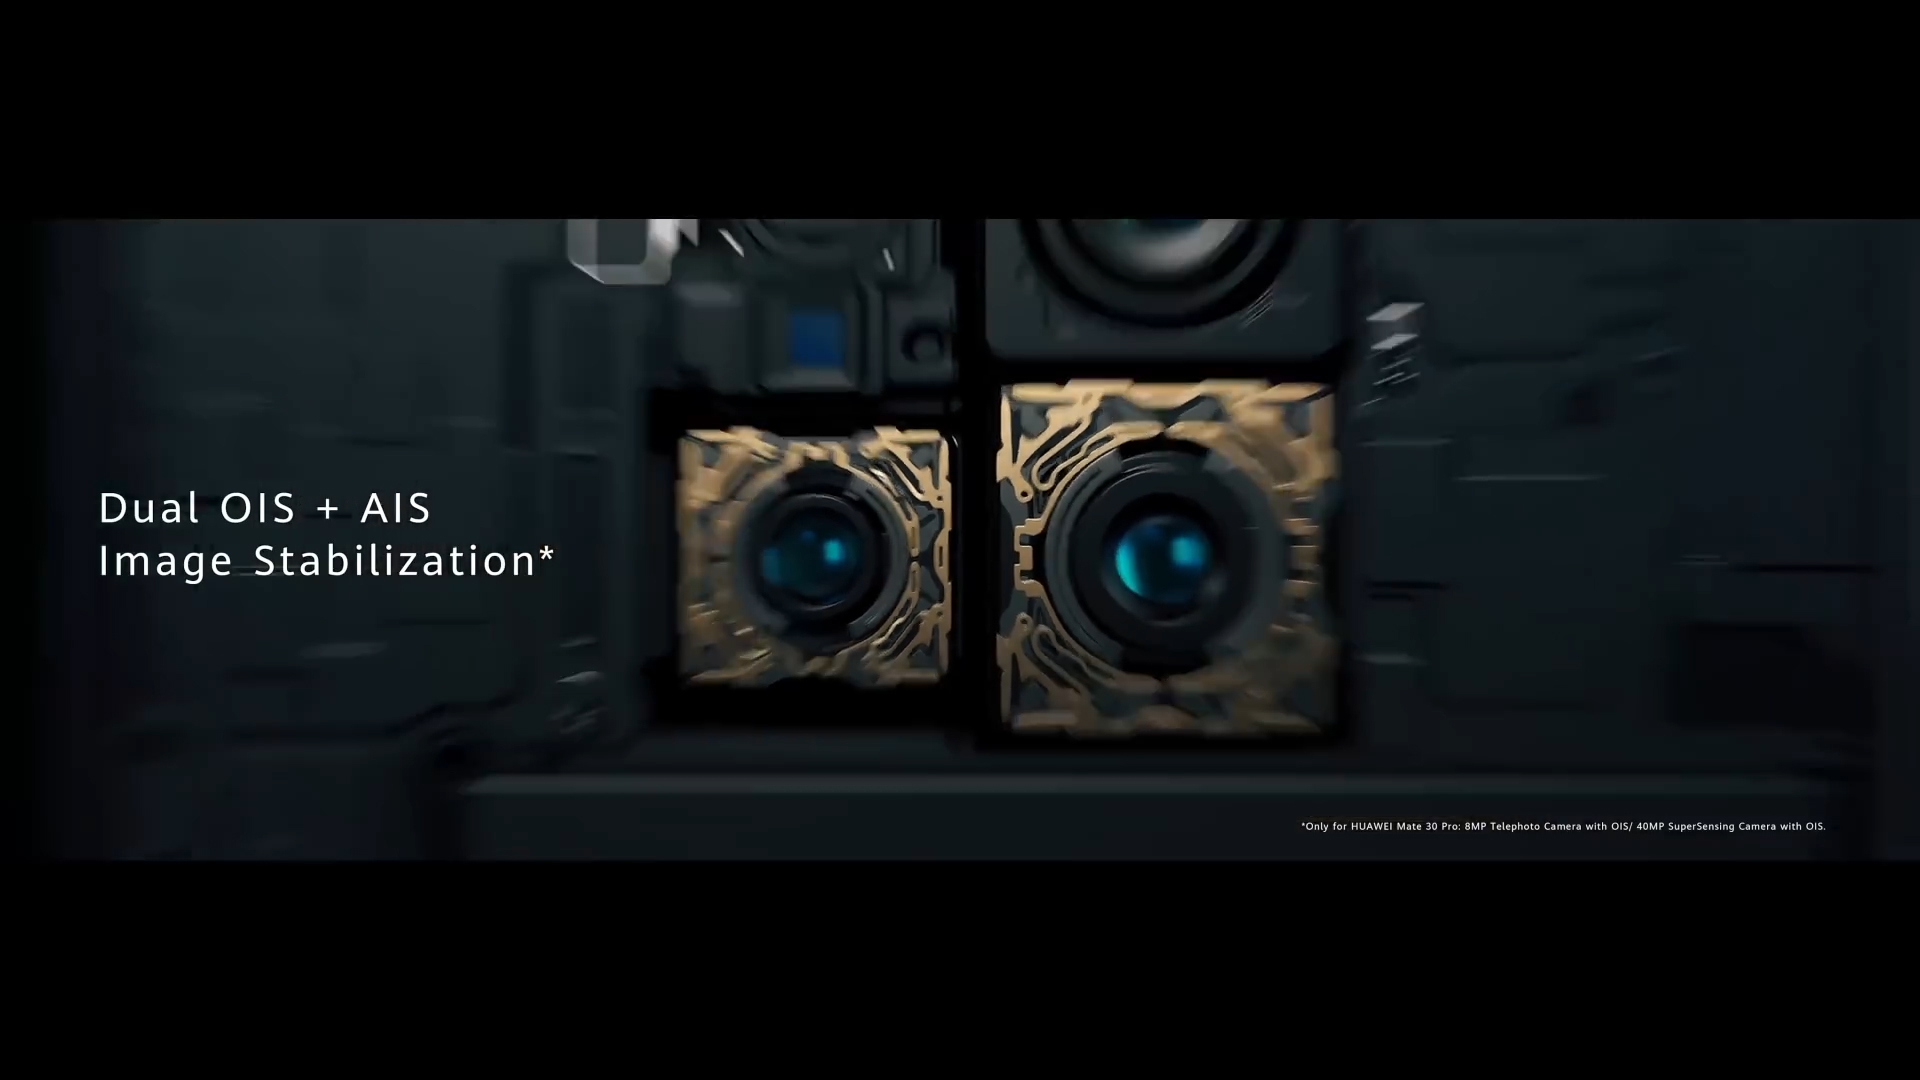 Dual OIS + AIS
Image Stabilization*
*Only for HUAWEI Mate 30 Pro: 8MP Telephoto Camera with OIS/ 40MP SuperSensing Camera with OIS.